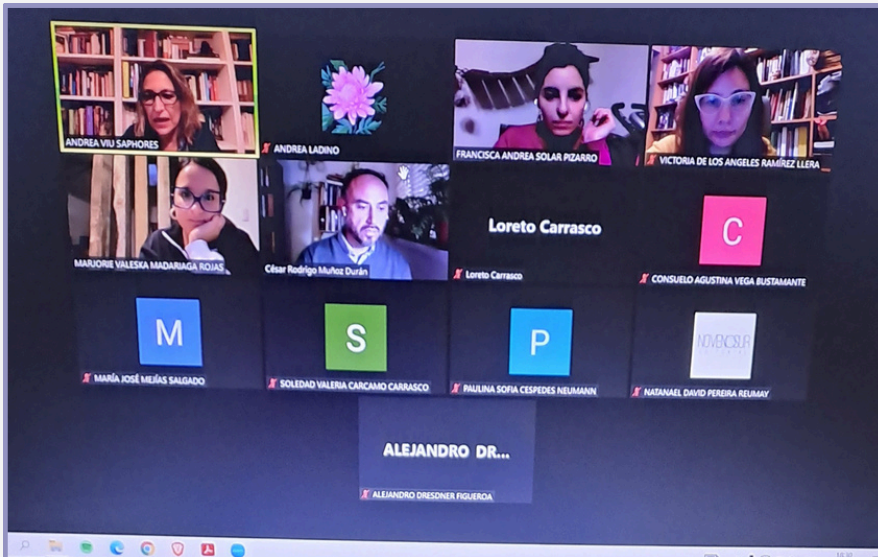 ANDREA VIU SAPHORES
ANDREA LADINO
FRANCISCA ANDREA SOLAR PIZARRO
VICTORIA DE LOS ANGELES RAMÍREZ LLERA
MARJORIE VALESKA MADARIAGA ROJAS
César Rodrigo Muñoz Durán
Loreto Carrasco
Loreto Carrasco
C
CONSUELO AGUSTINA VEGA BUSTAMANTE
M
MARÍA JOSÉ MEJÍAS SALGADO
S
SOLEDAD VALERIA CARCAMO CARRASCO
P
PAULINA SOFIA CESPEDES NEUMANN
NOVENOSUR
NATANAEL DAVID PEREIRA REUMAY
ALEJANDRO DR...
ALEJANDRO DRESDNER FIGUEROA